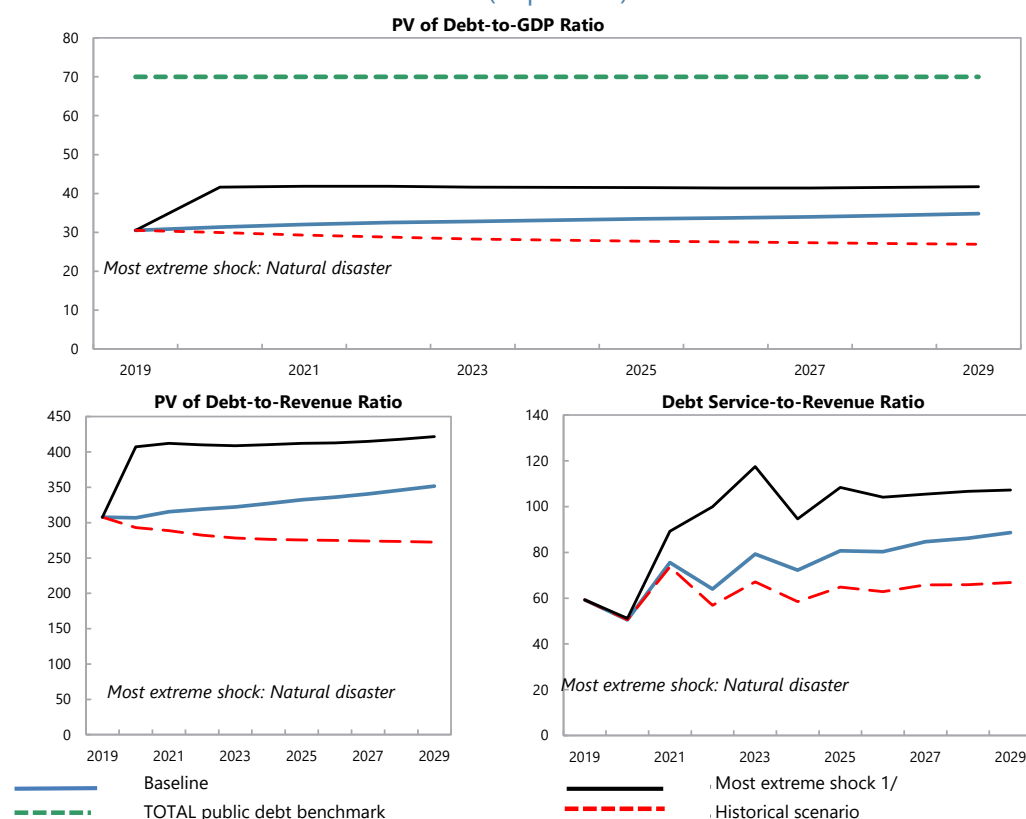 PV of Debt-to-GDP Ratio
80
70
60
50
40
30
20
10
0
Most extreme shock: Natural disaster
2019 2021 2023 2025 2027 2029
PV of Debt-to-Revenue Ratio
450
400
350
300
250
200
150
100
50
0
Most extreme shock: Natural disaster
2019 2021 2023 2025 2027 2029
Debt Service-to-Revenue Ratio
140
120
100
80
60
40
20
0
Most extreme shock: Natural disaster
2019 2021 2023 2025 2027 2029
Baseline
Most extreme shock 1/
TOTAL public debt benchmark
Historical scenario